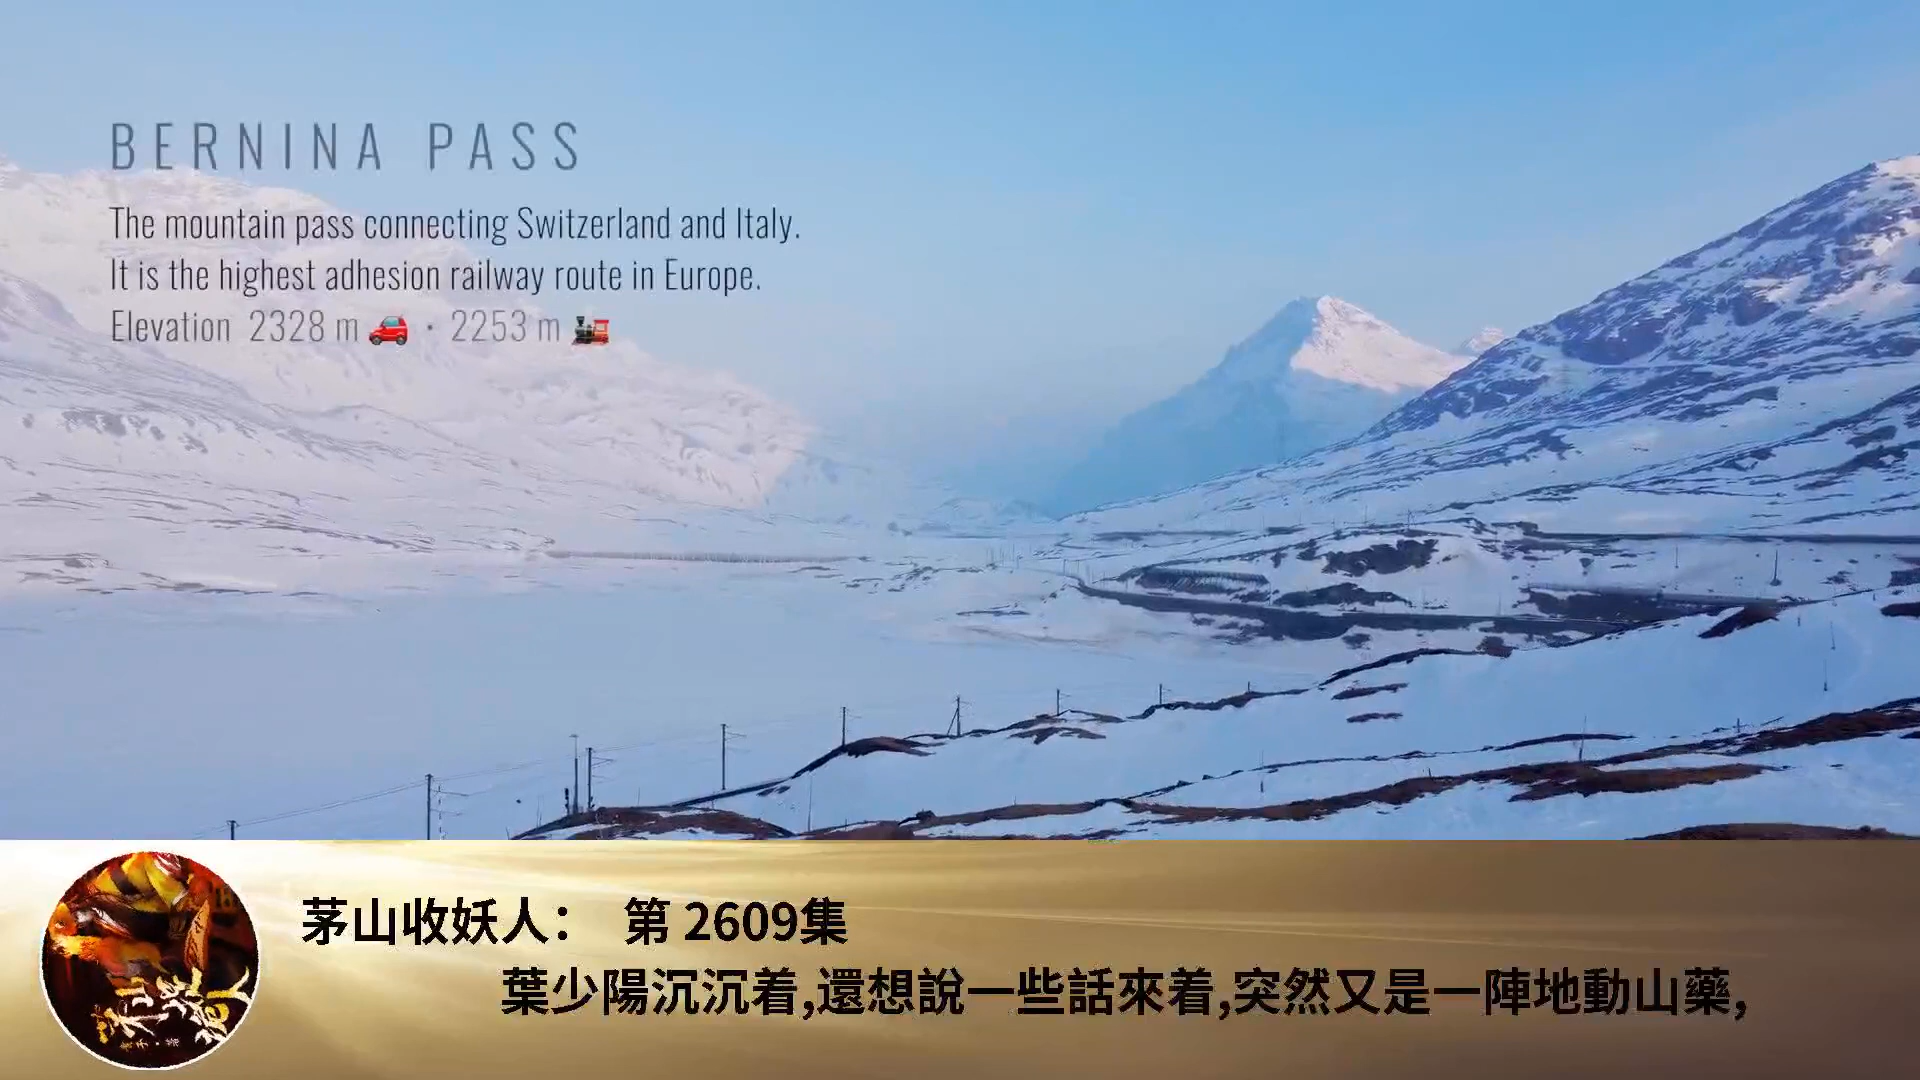 BERNINA PASS
The mountain pass connecting Switzerland and Italy.
It is the highest adhesion railway route in Europe.
Elevation 2328 m 🚗 · 2253 m 🚂
茅山收妖人： 第 2609集
葉少陽沉沉着,還想說一些話來着,突然又是一陣地動山藥,